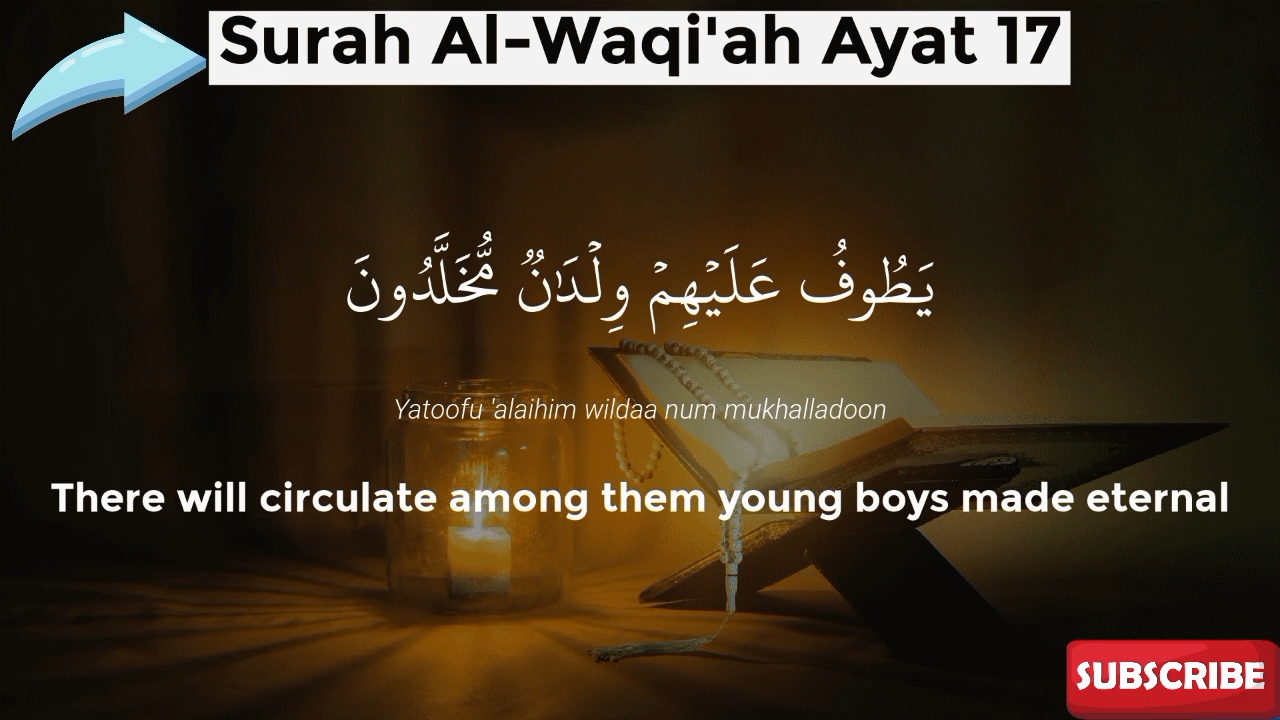 Surah Al-Waqi'ah Ayat 17
يَطُوفُ عَلَيْهِمْ وِلْدَٰنٌ مُّخَلَّدُونَ
Yatoofu 'alaihim wildaa num mukhalladoon
There will circulate among them young boys made eternal
SUBSCRIBE